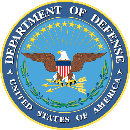 DEPARTMENT OF DEFENSE
UNITED STATES OF AMERICA